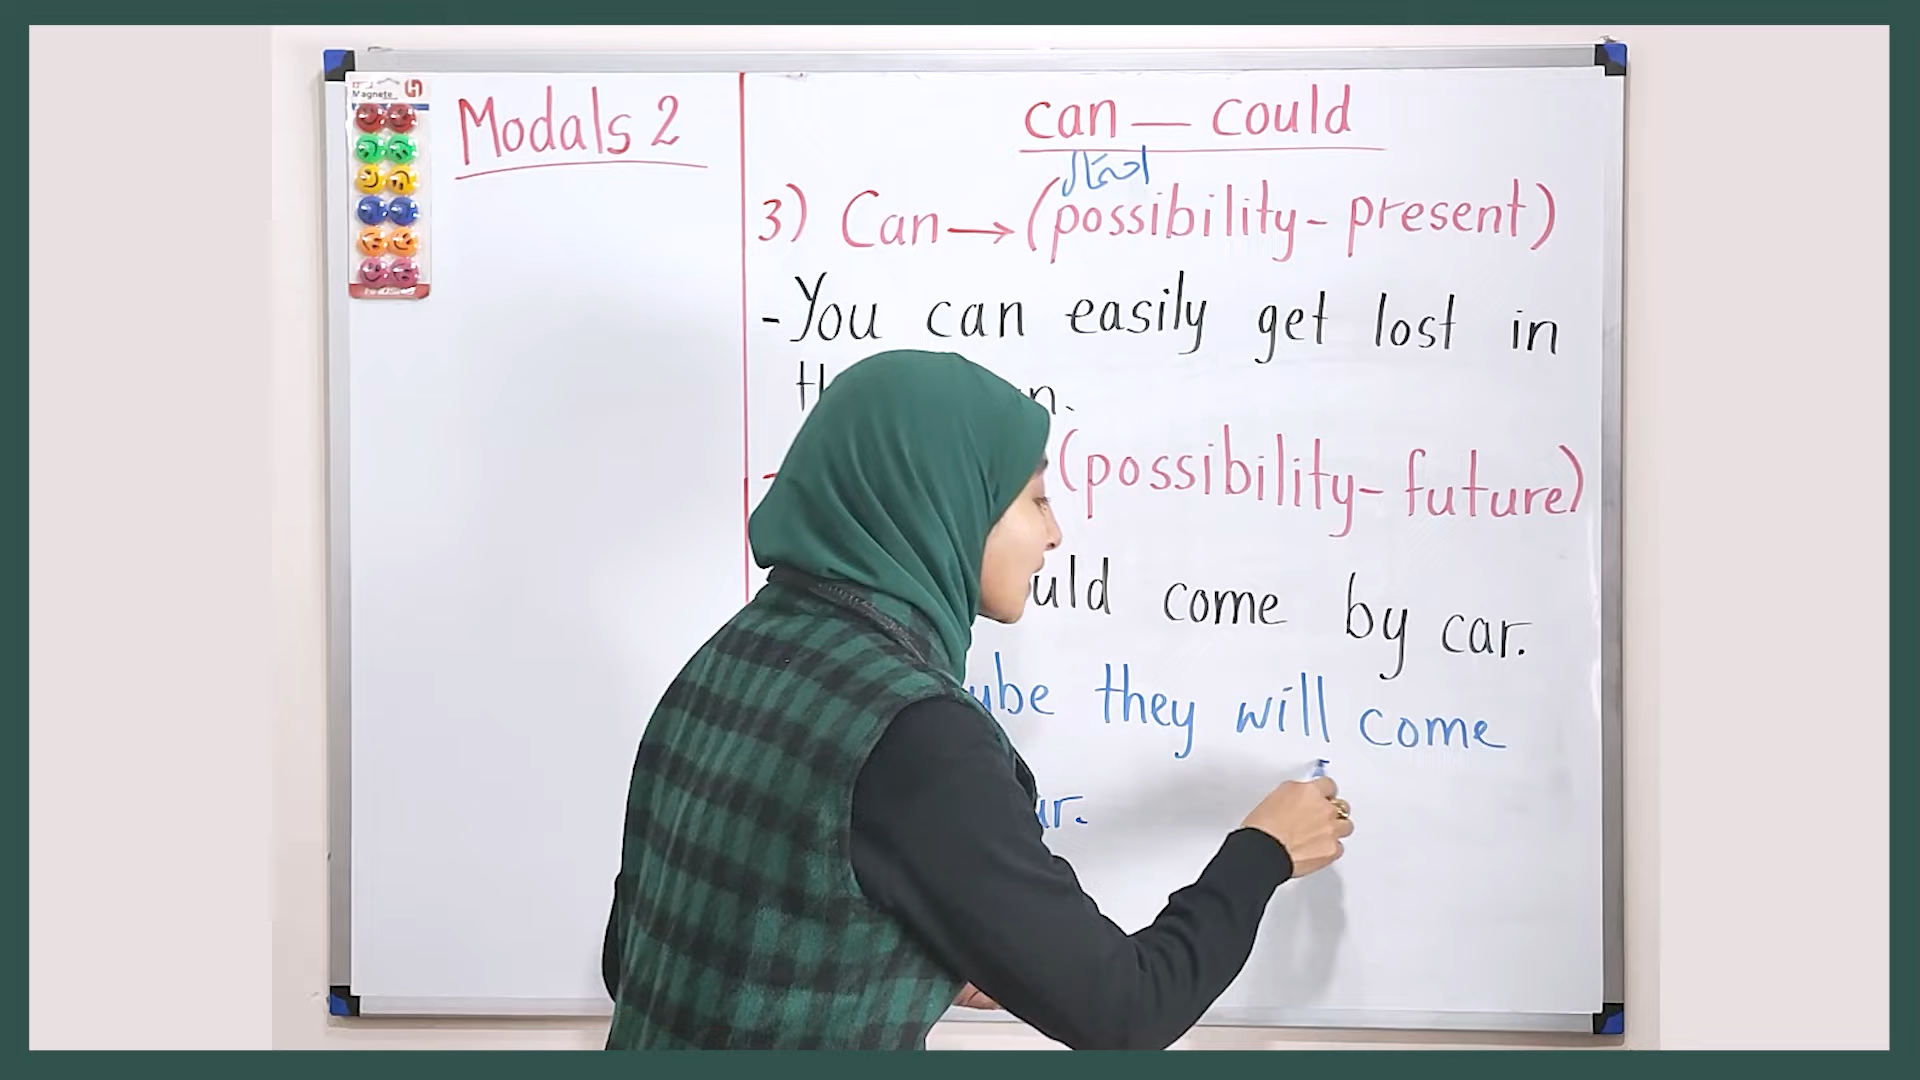 Magnets
Modals 2
can — could
احتمال
3) Can → (possibility - present)
- You can easily get lost in
(possibility - future)
come by car.
they will come